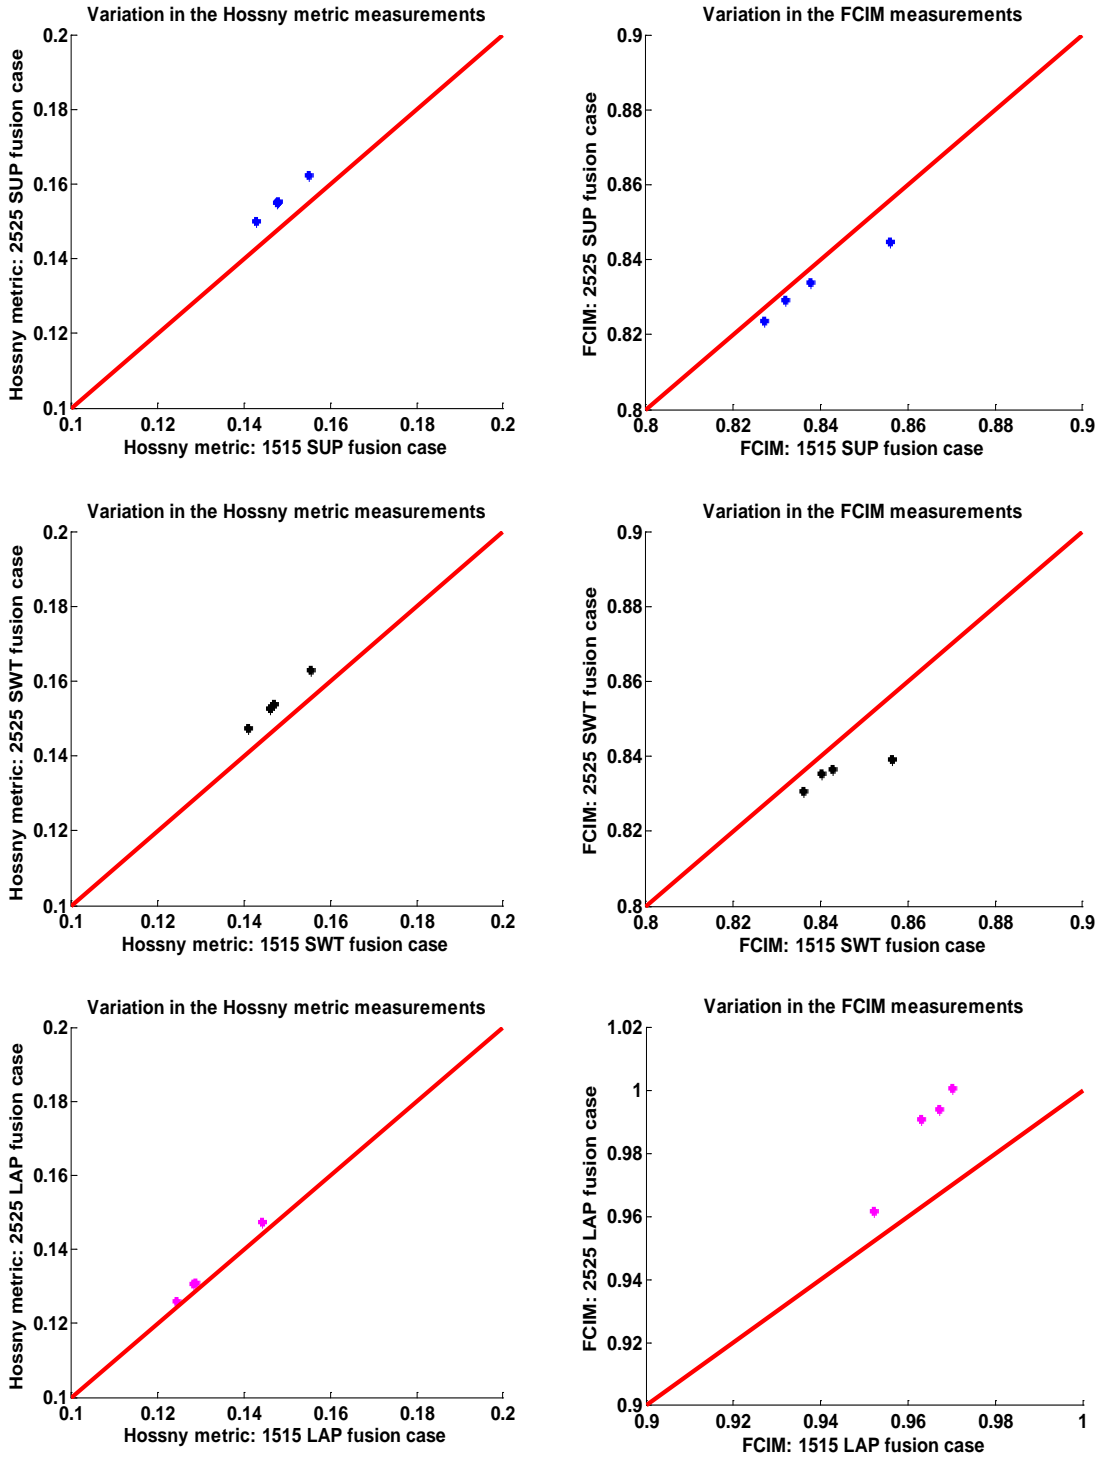 Variation in the Hossny metric measurements
0.2
0.18
0.16
0.14
0.12
0.1
Hossny metric: 2525 SUP fusion case
0.1 0.12 0.14 0.16 0.18 0.2
Hossny metric: 1515 SUP fusion case
Variation in the FCIM measurements
0.9
0.88
0.86
0.84
0.82
0.8
FCIM: 2525 SUP fusion case
0.8 0.82 0.84 0.86 0.88 0.9
FCIM: 1515 SUP fusion case
Variation in the Hossny metric measurements
0.2
0.18
0.16
0.14
0.12
0.1
Hossny metric: 2525 SWT fusion case
0.1 0.12 0.14 0.16 0.18 0.2
Hossny metric: 1515 SWT fusion case
Variation in the FCIM measurements
0.9
0.88
0.86
0.84
0.82
0.8
FCIM: 2525 SWT fusion case
0.8 0.82 0.84 0.86 0.88 0.9
FCIM: 1515 SWT fusion case
Variation in the Hossny metric measurements
0.2
0.18
0.16
0.14
0.12
0.1
Hossny metric: 2525 LAP fusion case
0.1 0.12 0.14 0.16 0.18 0.2
Hossny metric: 1515 LAP fusion case
Variation in the FCIM measurements
1.02
1
0.98
0.96
0.94
0.92
0.9
FCIM: 2525 LAP fusion case
0.9 0.92 0.94 0.96 0.98 1
FCIM: 1515 LAP fusion case